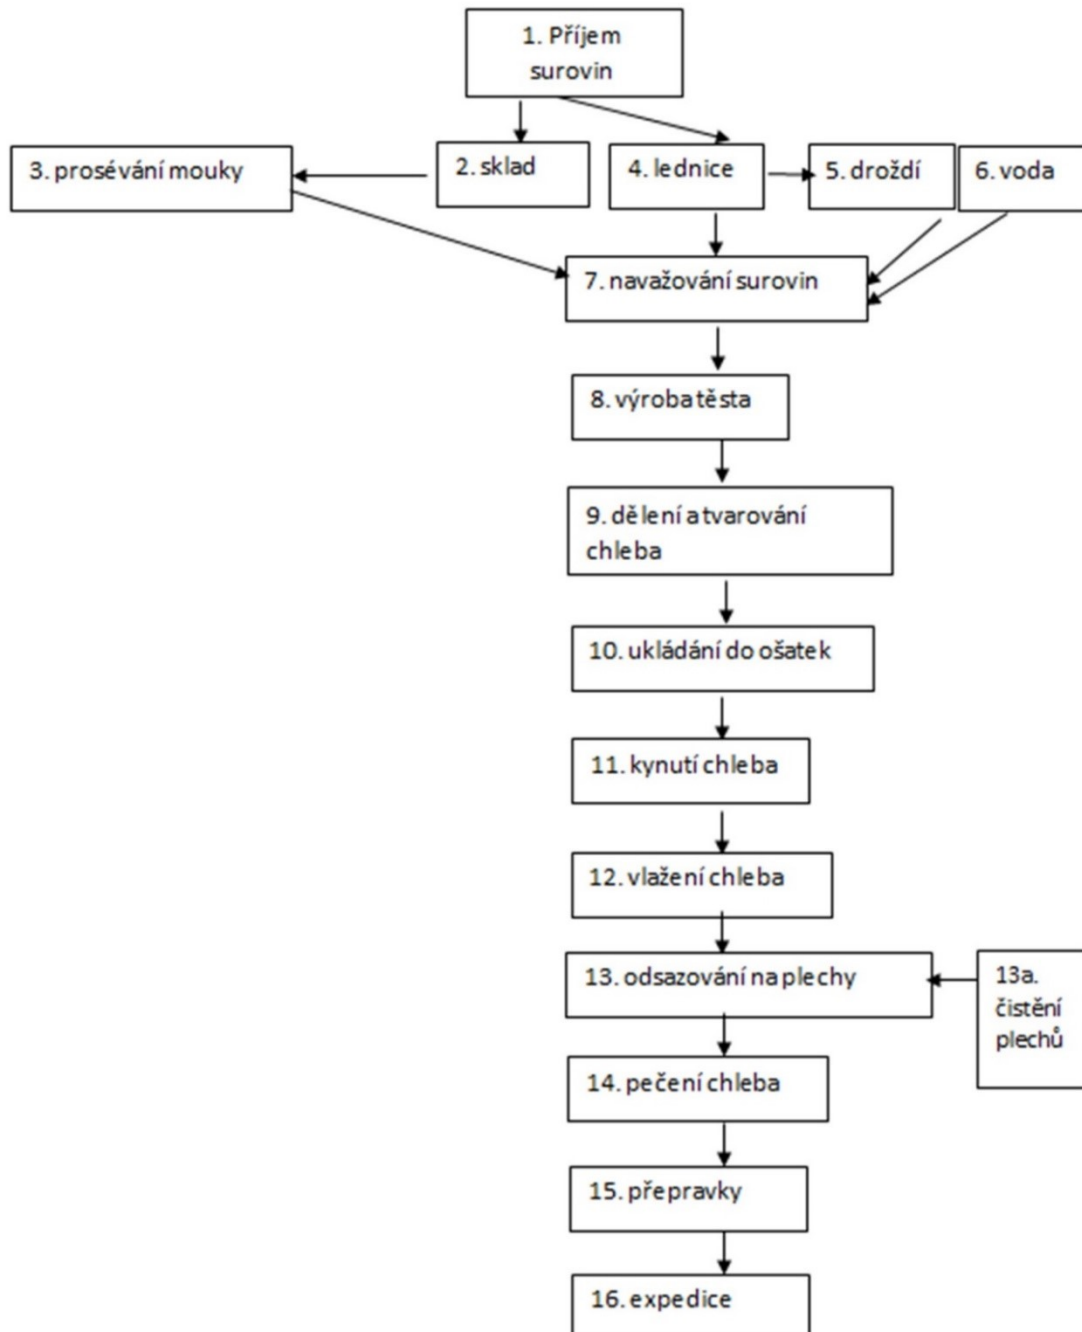 1. Příjem
surovin
3. prosévání mouky
2. sklad
4. lednice
5. droždí
6. voda
7. navažování surovin
8. výroba těsta
9. dělení a tvarování
chleba
10. ukládání do ošatek
11. kynutí chleba
12. vlažení chleba
13. odsazování na plechy
13a.
čistění
plechů
14. pečení chleba
15. přepravky
16. expedice